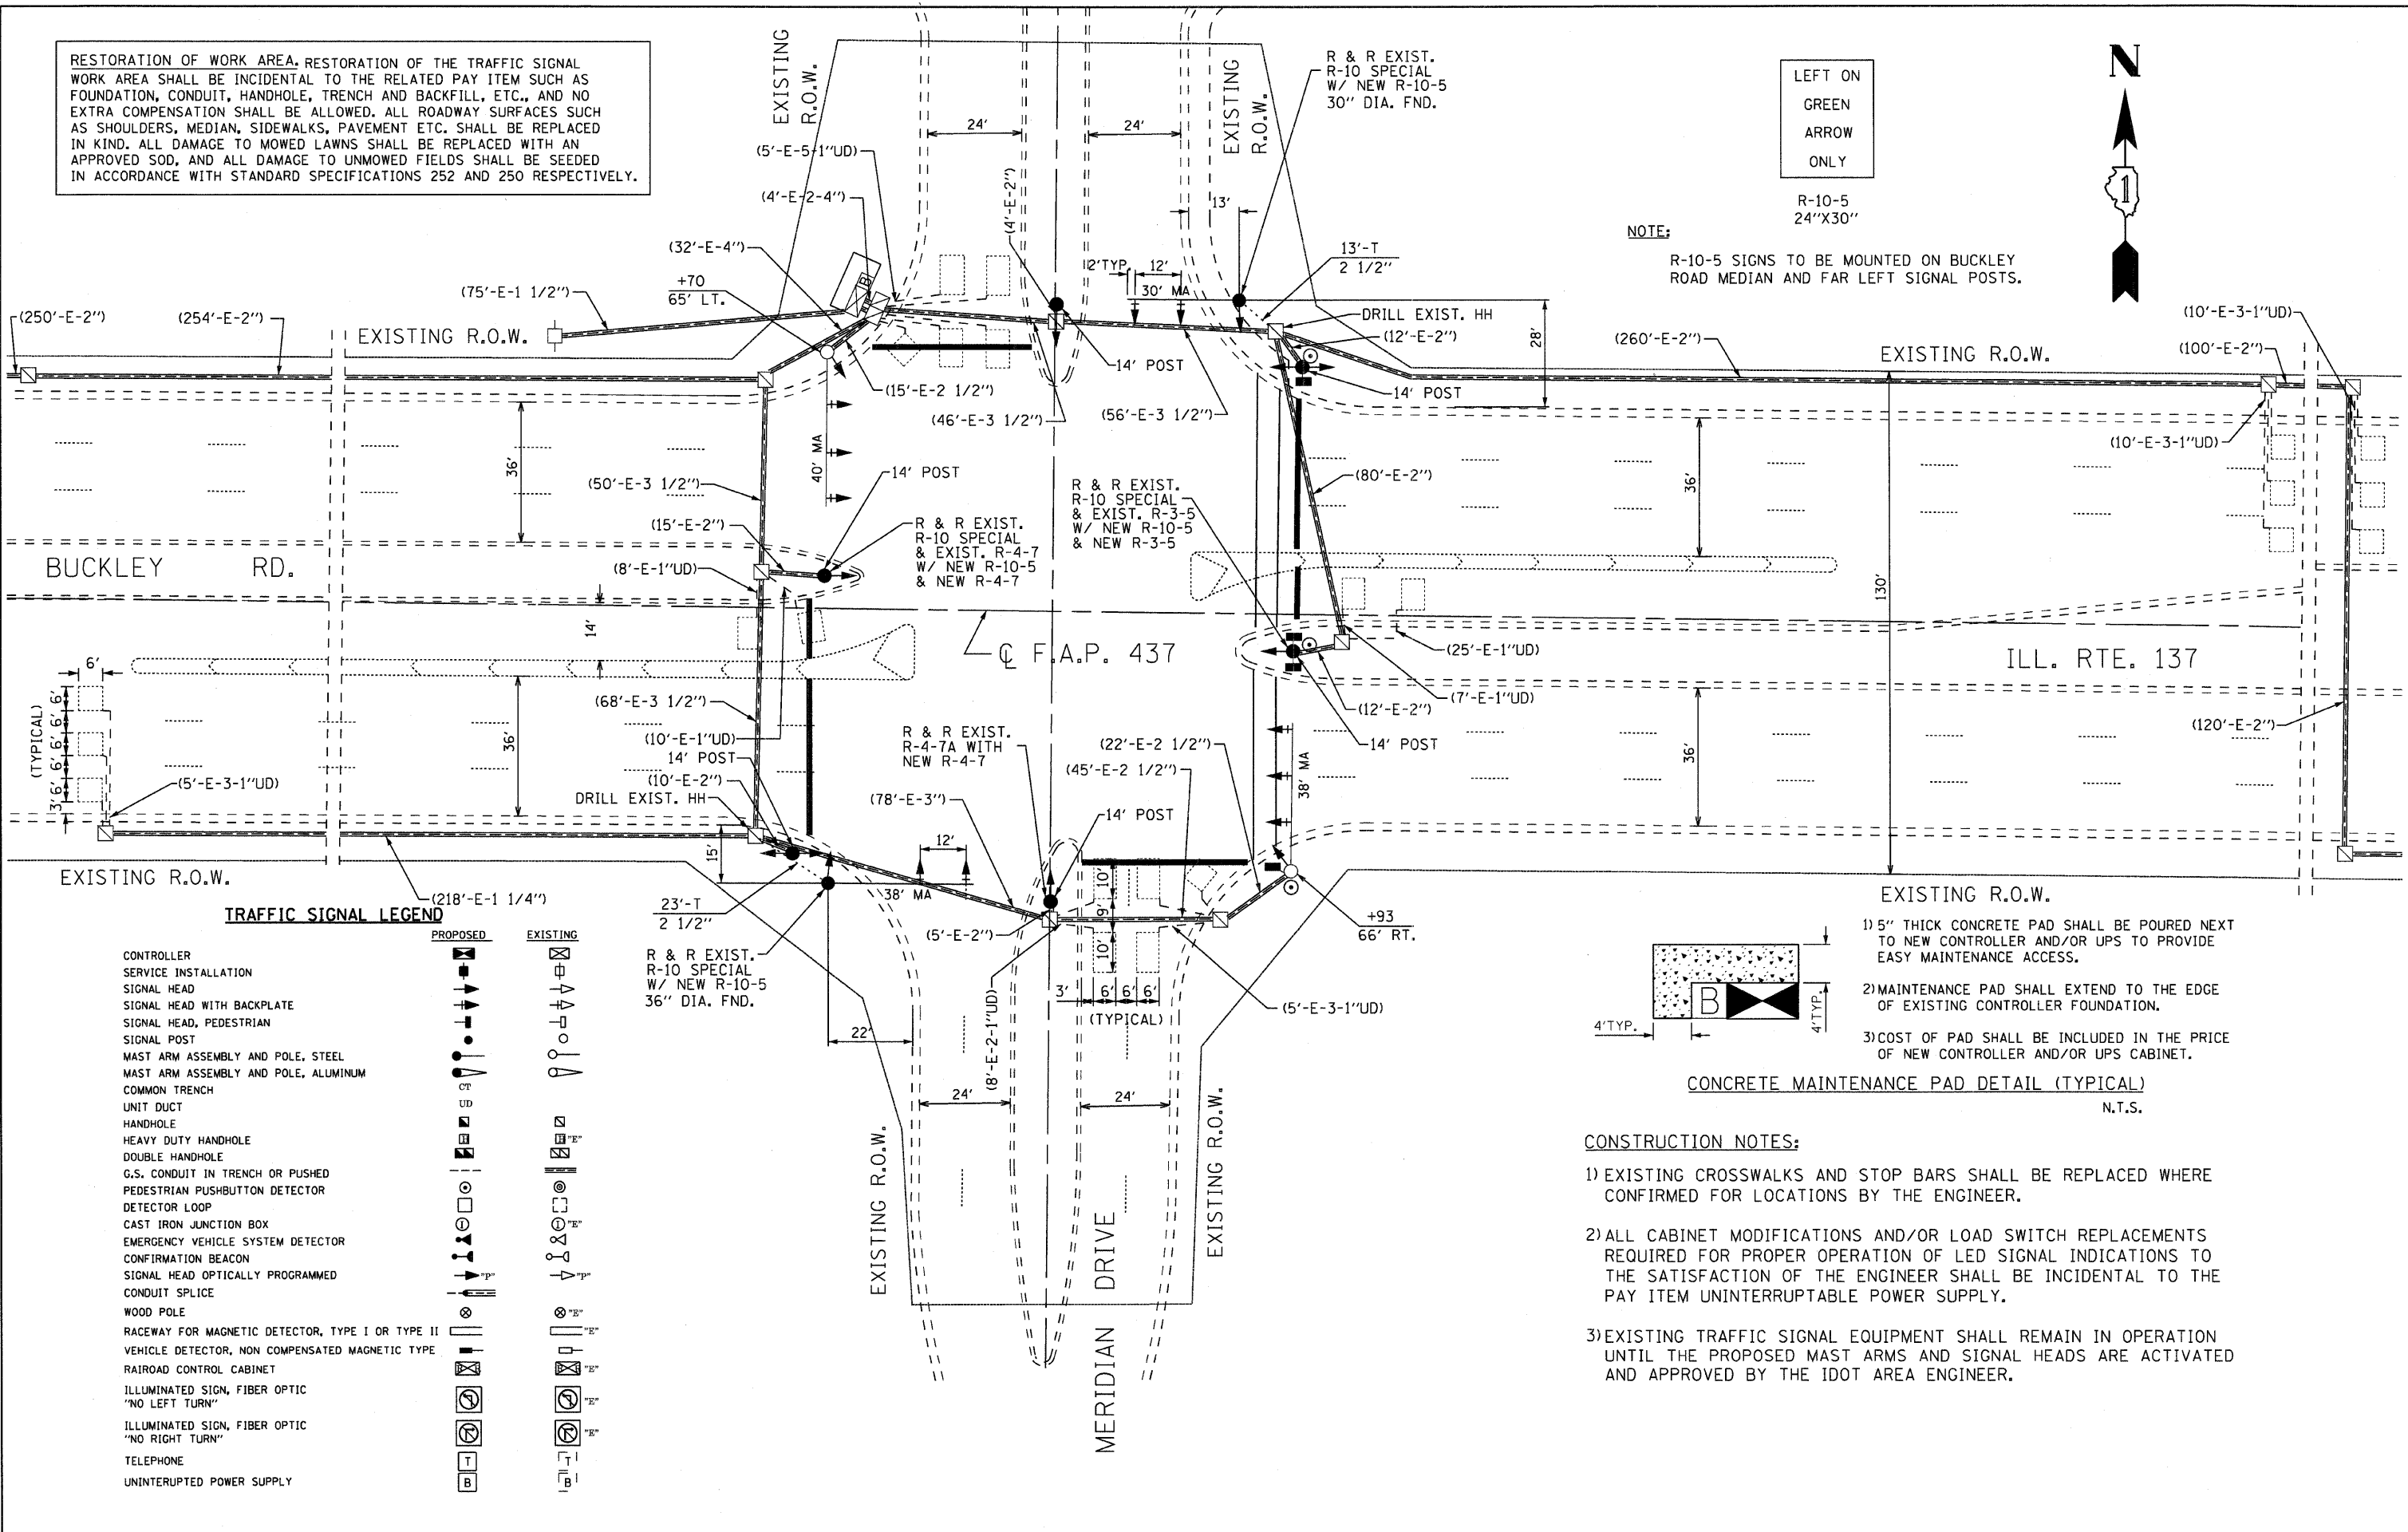 RESTORATION OF WORK AREA. RESTORATION OF THE TRAFFIC SIGNAL
WORK AREA SHALL BE INCIDENTAL TO THE RELATED PAY ITEM SUCH AS
FOUNDATION, CONDUIT, HANDHOLE, TRENCH AND BACKFILL, ETC., AND NO
EXTRA COMPENSATION SHALL BE ALLOWED. ALL ROADWAY SURFACES SUCH
AS SHOULDERS, MEDIAN, SIDEWALKS, PAVEMENT ETC. SHALL BE REPLACED
IN KIND. ALL DAMAGE TO MOWED LAWNS SHALL BE REPLACED WITH AN
APPROVED SOD, AND ALL DAMAGE TO UNMOWED FIELDS SHALL BE SEEDED
IN ACCORDANCE WITH STANDARD SPECIFICATIONS 252 AND 250 RESPECTIVELY.
EXISTING
R.O.W.
24'
24'
EXISTING
R.O.W.
R & R EXIST.
R-10 SPECIAL
W/ NEW R-10-5
30" DIA. FND.
LEFT ON
GREEN
ARROW
ONLY
R-10-5
24"X30"
N
1
NOTE:
R-10-5 SIGNS TO BE MOUNTED ON BUCKLEY
ROAD MEDIAN AND FAR LEFT SIGNAL POSTS.
(5'-E-5-1"UD)
(4'-E-2-4")
(4'-E-2")
13'
(32'-E-4")
+70
65' LT.
B
2'TYP.
12'
30' MA
13'-T
2 1/2"
(75'-E-1 1/2")
(250'-E-2")
(254'-E-2")
EXISTING R.O.W.
DRILL EXIST. HH
(12'-E-2")
28'
(260'-E-2")
EXISTING R.O.W.
(10'-E-3-1"UD)
(100'-E-2")
14' POST
14' POST
(15'-E-2 1/2")
(46'-E-3 1/2")
(56'-E-3 1/2")
(10'-E-3-1"UD)
36'
40' MA
14' POST
(50'-E-3 1/2")
(80'-E-2")
36'
R & R EXIST.
R-10 SPECIAL
& EXIST. R-3-5
W/ NEW R-10-5
& NEW R-3-5
(15'-E-2")
R & R EXIST.
R-10 SPECIAL
& EXIST. R-4-7
W/ NEW R-10-5
& NEW R-4-7
BUCKLEY RD.
(8'-E-1"UD)
130'
14'
℄ F.A.P. 437
(25'-E-1"UD)
ILL. RTE. 137
6'
(TYPICAL)
3' 6' 6' 6' 6' 6'
(68'-E-3 1/2")
(7'-E-1"UD)
(12'-E-2")
(120'-E-2")
36'
(10'-E-1"UD)
R & R EXIST.
R-4-7A WITH
NEW R-4-7
(22'-E-2 1/2")
14' POST
36'
14' POST
(45'-E-2 1/2")
38' MA
(5'-E-3-1"UD)
(10'-E-2")
DRILL EXIST. HH
(78'-E-3")
14' POST
12'
15'
EXISTING R.O.W.
38' MA
10'
9'
10'
(218'-E-1 1/4")
23'-T
2 1/2"
(5'-E-2")
+93
66' RT.
EXISTING R.O.W.
R & R EXIST.
R-10 SPECIAL
W/ NEW R-10-5
36" DIA. FND.
3' 6' 6' 6'
(TYPICAL)
(5'-E-3-1"UD)
(8'-E-2-1"UD)
22'
24'
24'
EXISTING R.O.W.
EXISTING R.O.W.
MERIDIAN DRIVE
TRAFFIC SIGNAL LEGEND
PROPOSED EXISTING
CONTROLLER
SERVICE INSTALLATION
SIGNAL HEAD
SIGNAL HEAD WITH BACKPLATE
SIGNAL HEAD, PEDESTRIAN
SIGNAL POST
MAST ARM ASSEMBLY AND POLE, STEEL
MAST ARM ASSEMBLY AND POLE, ALUMINUM
COMMON TRENCH CT
UNIT DUCT UD
HANDHOLE
HEAVY DUTY HANDHOLE H H "E"
DOUBLE HANDHOLE
G.S. CONDUIT IN TRENCH OR PUSHED
PEDESTRIAN PUSHBUTTON DETECTOR
DETECTOR LOOP
CAST IRON JUNCTION BOX I I "E"
EMERGENCY VEHICLE SYSTEM DETECTOR
CONFIRMATION BEACON
SIGNAL HEAD OPTICALLY PROGRAMMED "P" "P"
CONDUIT SPLICE
WOOD POLE "E"
RACEWAY FOR MAGNETIC DETECTOR, TYPE I OR TYPE II "E"
VEHICLE DETECTOR, NON COMPENSATED MAGNETIC TYPE
RAIROAD CONTROL CABINET "E"
ILLUMINATED SIGN, FIBER OPTIC
"NO LEFT TURN" "E"
ILLUMINATED SIGN, FIBER OPTIC
"NO RIGHT TURN" "E"
TELEPHONE T T
UNINTERUPTED POWER SUPPLY B B
B
4'TYP.
4'TYP.
1) 5" THICK CONCRETE PAD SHALL BE POURED NEXT
TO NEW CONTROLLER AND/OR UPS TO PROVIDE
EASY MAINTENANCE ACCESS.
2) MAINTENANCE PAD SHALL EXTEND TO THE EDGE
OF EXISTING CONTROLLER FOUNDATION.
3) COST OF PAD SHALL BE INCLUDED IN THE PRICE
OF NEW CONTROLLER AND/OR UPS CABINET.
CONCRETE MAINTENANCE PAD DETAIL (TYPICAL)
N.T.S.
CONSTRUCTION NOTES:
1) EXISTING CROSSWALKS AND STOP BARS SHALL BE REPLACED WHERE
CONFIRMED FOR LOCATIONS BY THE ENGINEER.
2) ALL CABINET MODIFICATIONS AND/OR LOAD SWITCH REPLACEMENTS
REQUIRED FOR PROPER OPERATION OF LED SIGNAL INDICATIONS TO
THE SATISFACTION OF THE ENGINEER SHALL BE INCIDENTAL TO THE
PAY ITEM UNINTERRUPTABLE POWER SUPPLY.
3) EXISTING TRAFFIC SIGNAL EQUIPMENT SHALL REMAIN IN OPERATION
UNTIL THE PROPOSED MAST ARMS AND SIGNAL HEADS ARE ACTIVATED
AND APPROVED BY THE IDOT AREA ENGINEER.